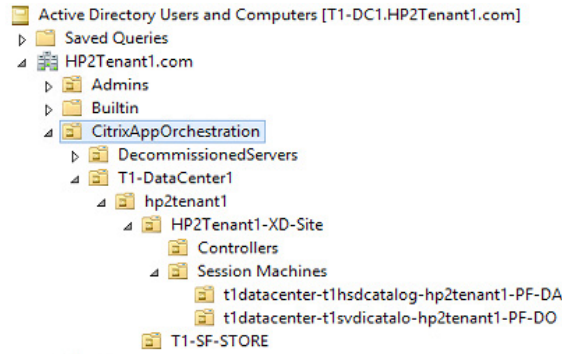 Active Directory Users and Computers [T1-DC1.HP2Tenant1.com]
Saved Queries
HP2Tenant1.com
Admins
Builtin
CitrixAppOrchestration
DecommissionedServers
T1-DataCenter1
hp2tenant1
HP2Tenant1-XD-Site
Controllers
Session Machines
t1datacenter-t1hsdcatalog-hp2tenant1-PF-DA
t1datacenter-t1svdicatalo-hp2tenant1-PF-DO
T1-SF-STORE